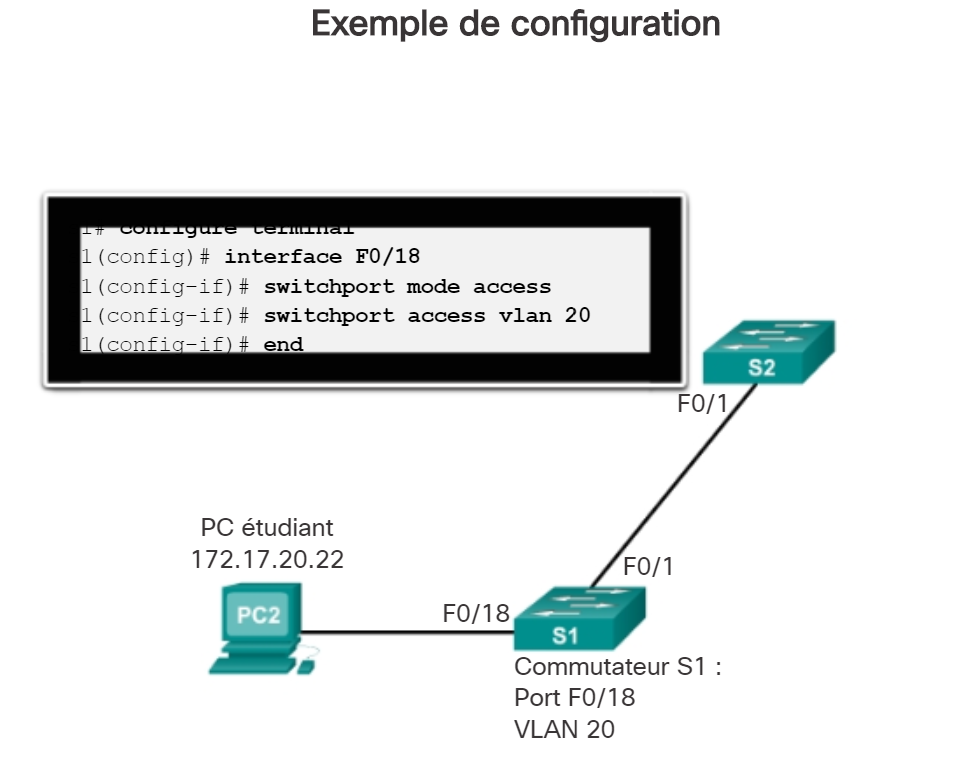 Exemple de configuration
1# configure terminal
1(config)# interface F0/18
1(config-if)# switchport mode access
1(config-if)# switchport access vlan 20
1(config-if)# end
S2
F0/1
PC étudiant
172.17.20.22
F0/1
PC2
F0/18
S1
Commutateur S1 :
Port F0/18
VLAN 20